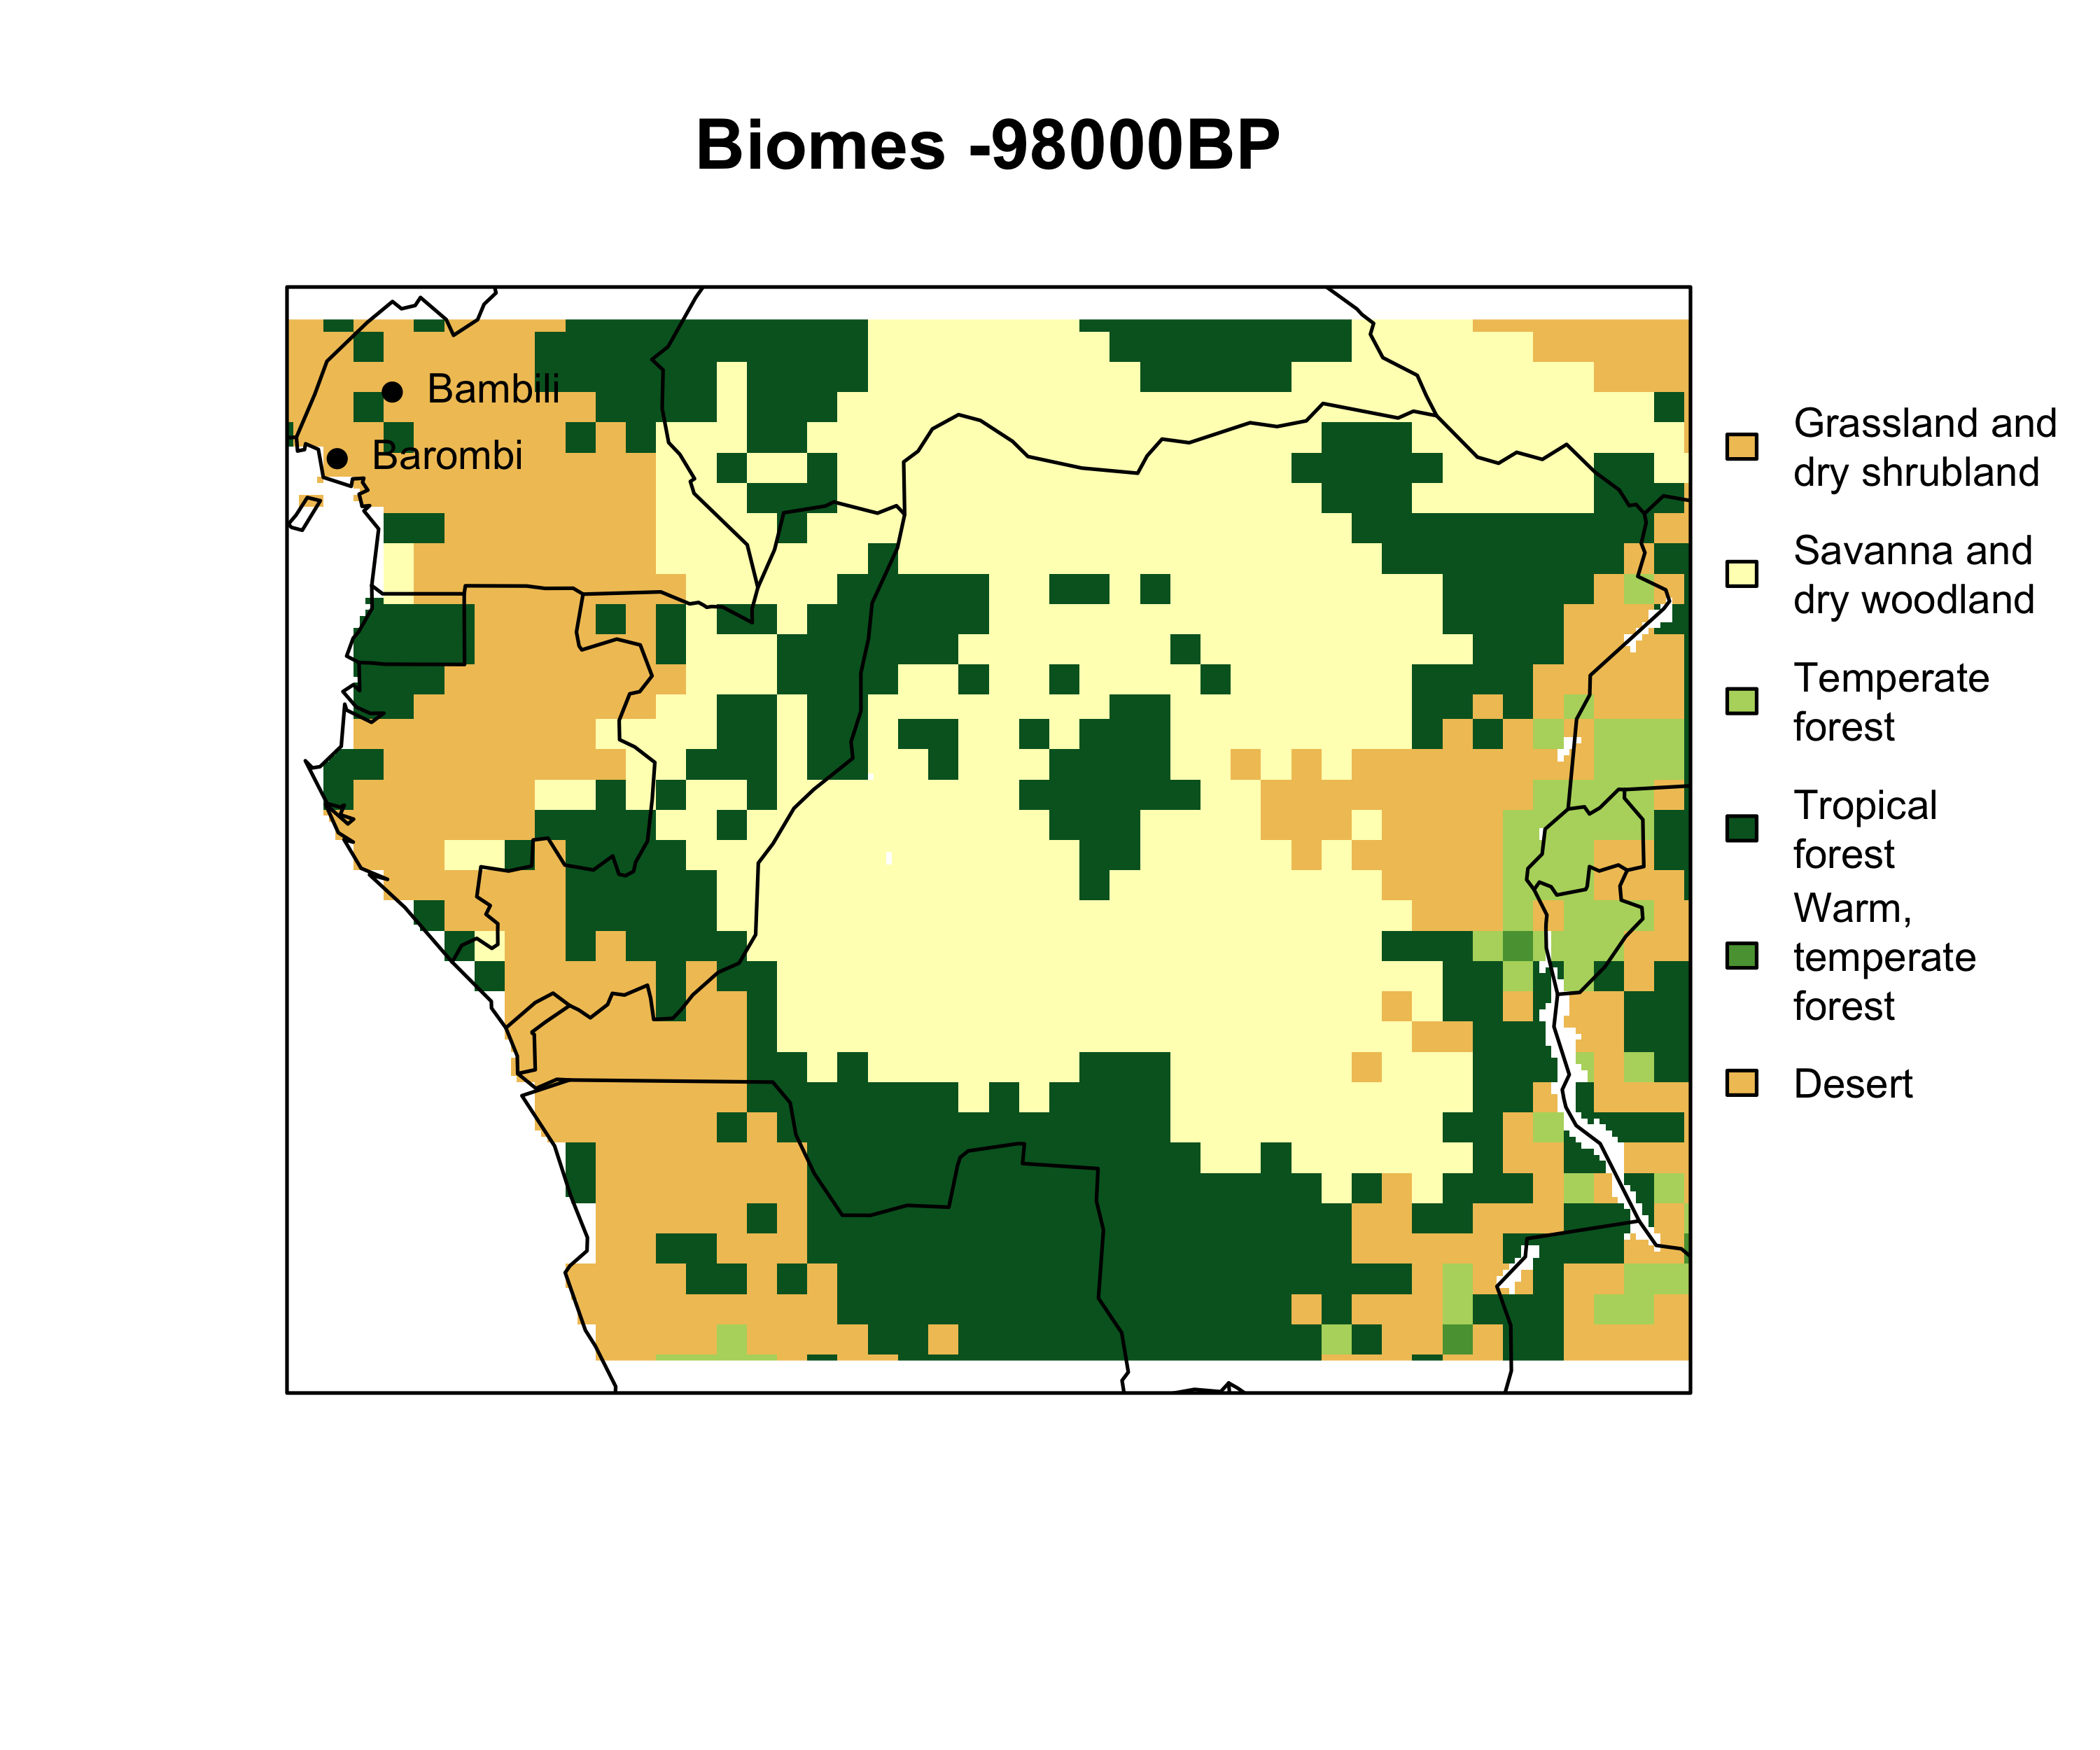 Biomes -98000BP
Bambili
Barombi
Grassland and
dry shrubland
Savanna and
dry woodland
Temperate
forest
Tropical
forest
Warm,
temperate
forest
Desert